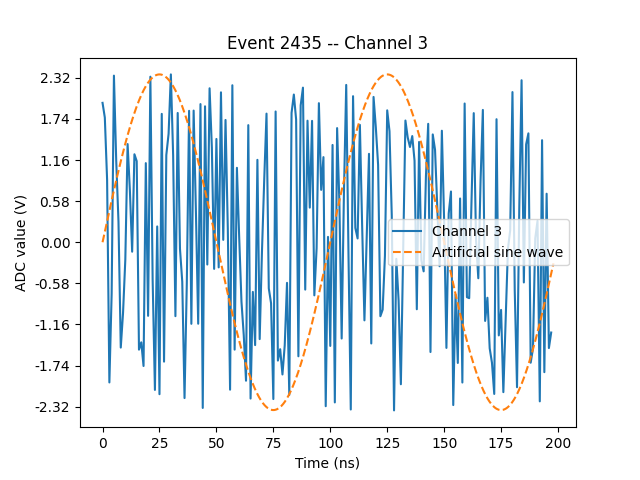 Event 2435 -- Channel 3
ADC value (V)
2.32
1.74
1.16
0.58
0.00
-0.58
-1.16
-1.74
-2.32
Channel 3
Artificial sine wave
0 25 50 75 100 125 150 175 200
Time (ns)